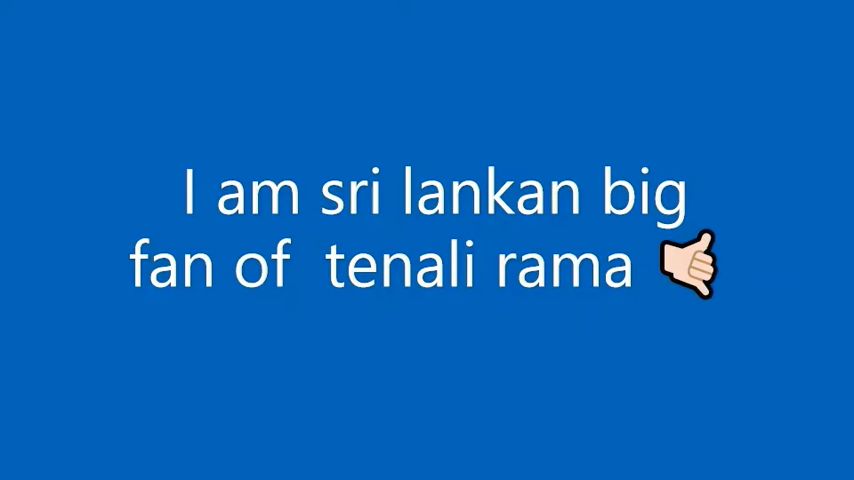 I am sri lankan big
fan of tenali rama 🤙🏻